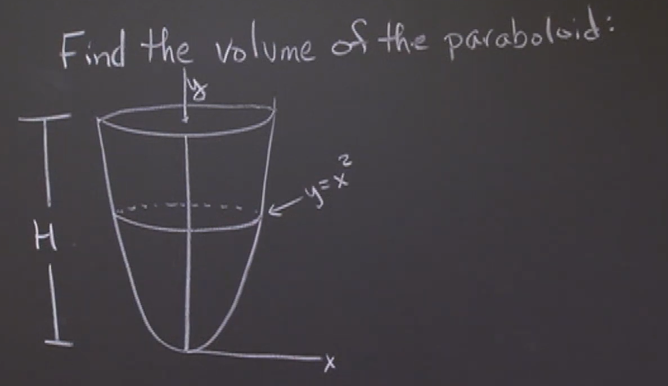 Find the volume of the paraboloid:
y
y=x²
H
x